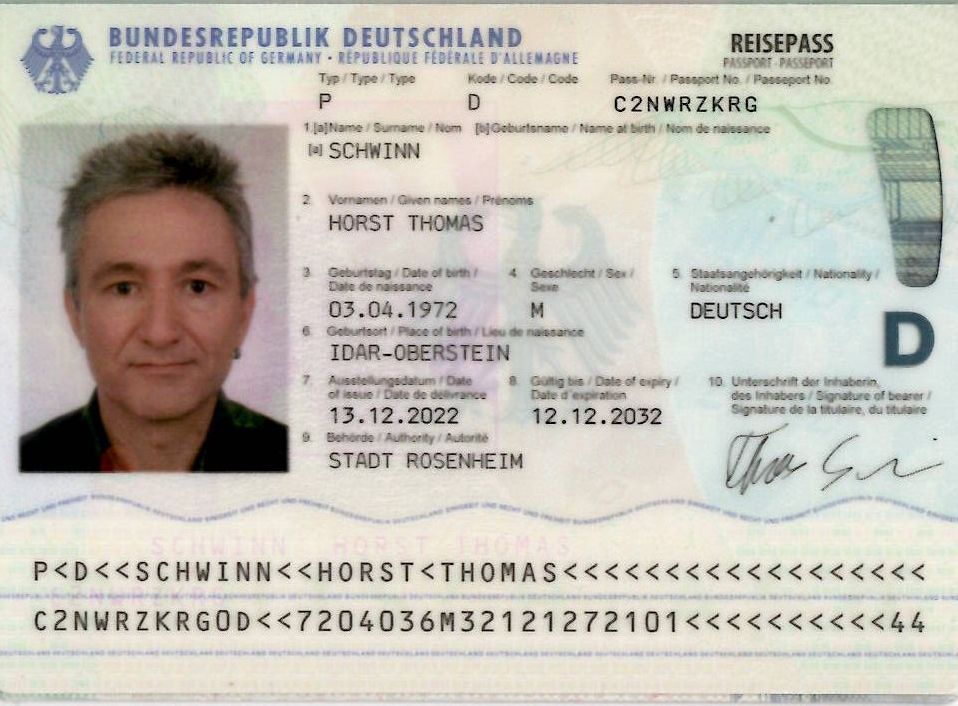 BUNDESREPUBLIK DEUTSCHLAND
FEDERAL REPUBLIC OF GERMANY · RÉPUBLIQUE FÉDÉRALE D'ALLEMAGNE
REISEPASS
PASSPORT · PASSEPORT
Typ / Type / Type Kode / Code / Code Pass-Nr. / Passport No. / Passeport No.
P D C2NWRZKRG
1.[a]Name / Surname / Nom [b]Geburtsname / Name at birth / Nom de naissance
[a] SCHWINN
2. Vornamen / Given names / Prénoms
HORST THOMAS
3. Geburtstag / Date of birth / 4. Geschlecht / Sex / 5. Staatsangehörigkeit / Nationality /
Date de naissance Sexe Nationalité
03.04.1972 M DEUTSCH
6. Geburtsort / Place of birth / Lieu de naissance
IDAR-OBERSTEIN
D
7. Ausstellungsdatum / Date 8. Gültig bis / Date of expiry / 10. Unterschrift der Inhaberin,
of issue / Date de délivrance Date d'expiration des Inhabers / Signature of bearer /
Signature de la titulaire, du titulaire
13.12.2022 12.12.2032
9. Behörde / Authority / Autorité
STADT ROSENHEIM
SCHWINN HORST THOMAS
P<D<<SCHWINN<<HORST<THOMAS<<<<<<<<<<<<<<<<<<
C2NWRZKRG0D<<7204036M32121272101<<<<<<<<<<44